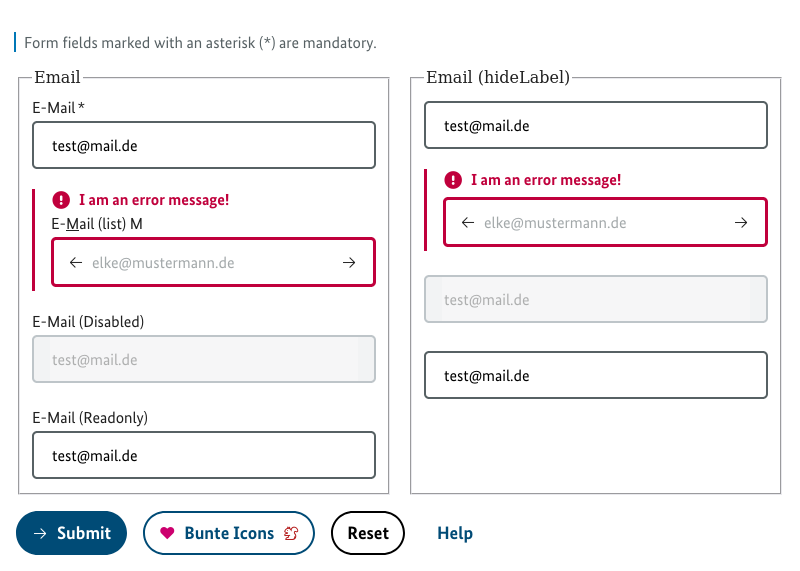 Form fields marked with an asterisk (*) are mandatory.
Email
E-Mail *
test@mail.de
I am an error message!
E-Mail (list) M
elke@mustermann.de
E-Mail (Disabled)
test@mail.de
E-Mail (Readonly)
test@mail.de
Email (hideLabel)
test@mail.de
I am an error message!
elke@mustermann.de
test@mail.de
test@mail.de
Submit
Bunte Icons
Reset
Help